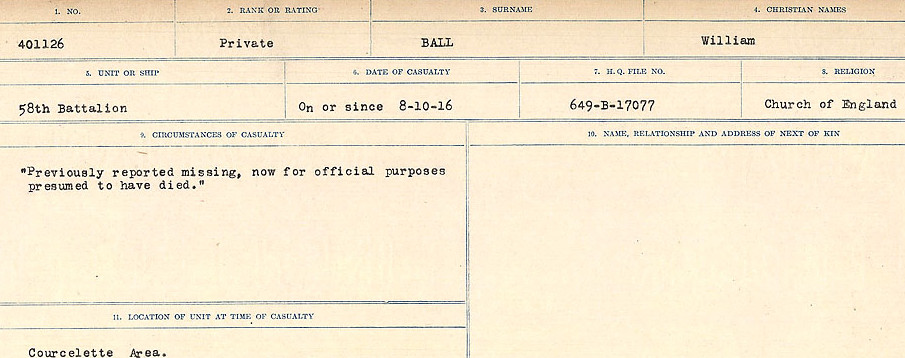 1. NO.
2. RANK OR RATING
3. SURNAME
4. CHRISTIAN NAMES
401126
Private
BALL
William
5. UNIT OR SHIP
6. DATE OF CASUALTY
7. H.Q. FILE NO.
8. RELIGION
58th Battalion
On or since 8-10-16
649-B-17077
Church of England
9. CIRCUMSTANCES OF CASUALTY
10. NAME, RELATIONSHIP AND ADDRESS OF NEXT OF KIN
"Previously reported missing, now for official purposes
presumed to have died."
11. LOCATION OF UNIT AT TIME OF CASUALTY
Courcelette Area.